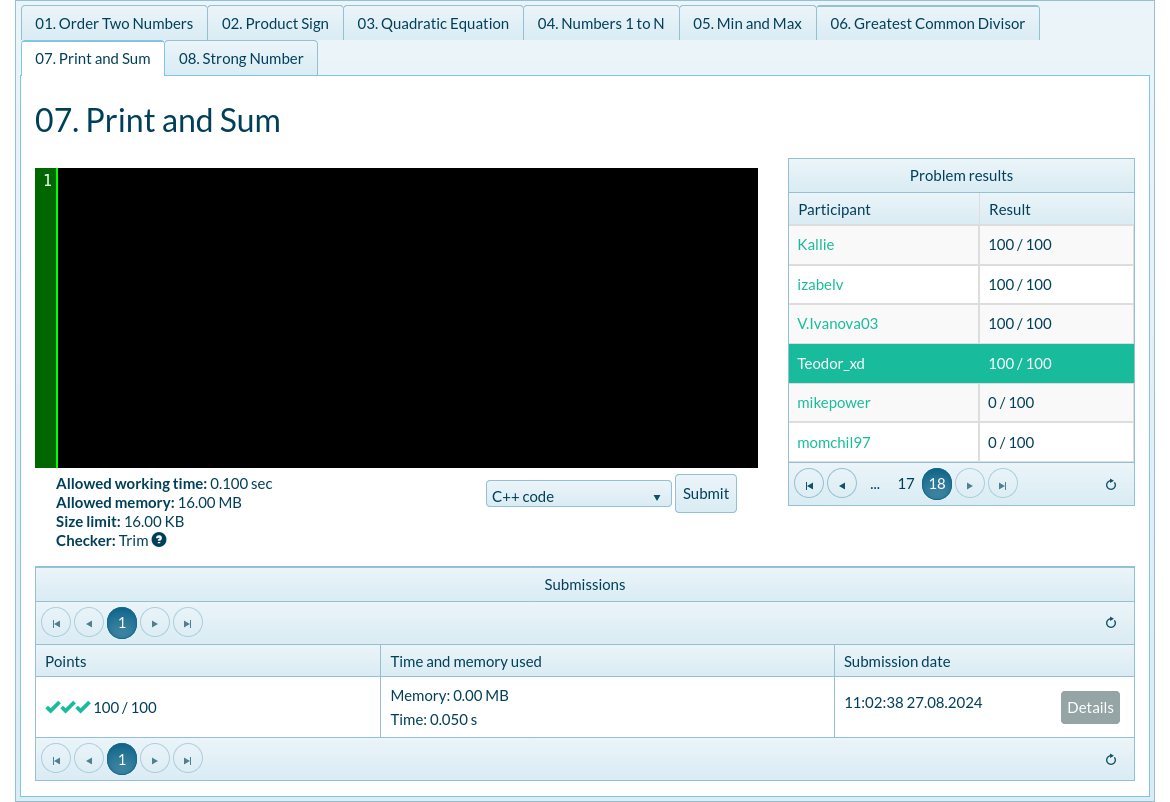 01. Order Two Numbers 02. Product Sign 03. Quadratic Equation 04. Numbers 1 to N 05. Min and Max 06. Greatest Common Divisor
07. Print and Sum 08. Strong Number
07. Print and Sum
1
Allowed working time: 0.100 sec
Allowed memory: 16.00 MB
Size limit: 16.00 KB
Checker: Trim ?
C++ code Submit
Problem results
Participant Result
Kallie 100 / 100
izabelv 100 / 100
V.Ivanova03 100 / 100
Teodor_xd 100 / 100
mikepower 0 / 100
momchil97 0 / 100
... 17 18
Submissions
1
Points Time and memory used Submission date
100 / 100 Memory: 0.00 MB 11:02:38 27.08.2024 Details
Time: 0.050 s
1